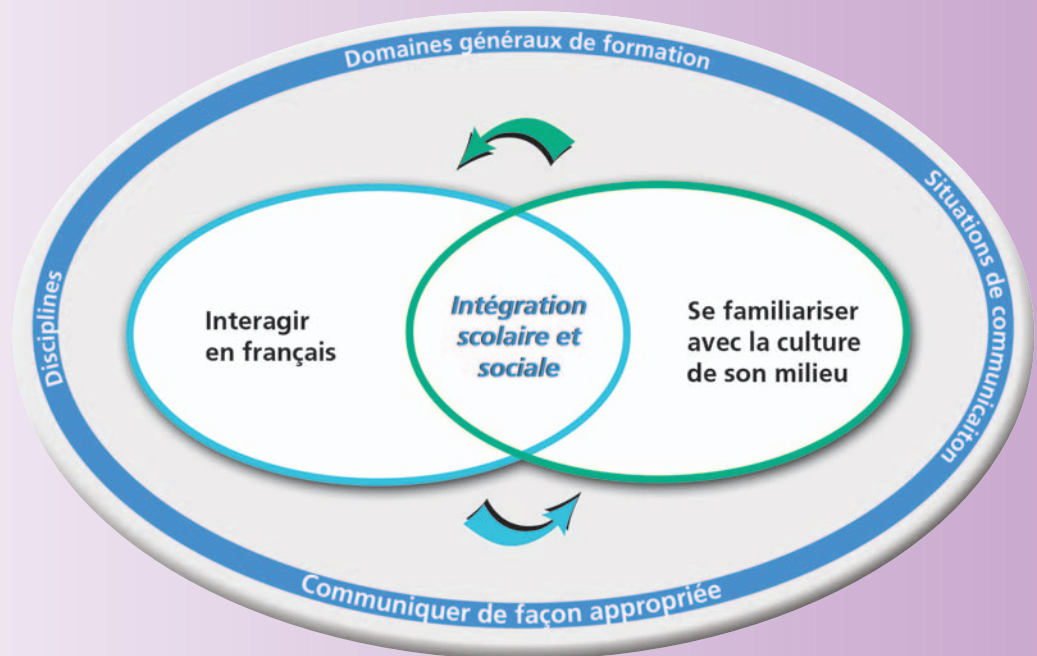 Domaines généraux de formation
Situations de communicaiton
Disciplines
Interagir
en français
Intégration
scolaire et
sociale
Se familiariser
avec la culture
de son milieu
Communiquer de façon appropriée